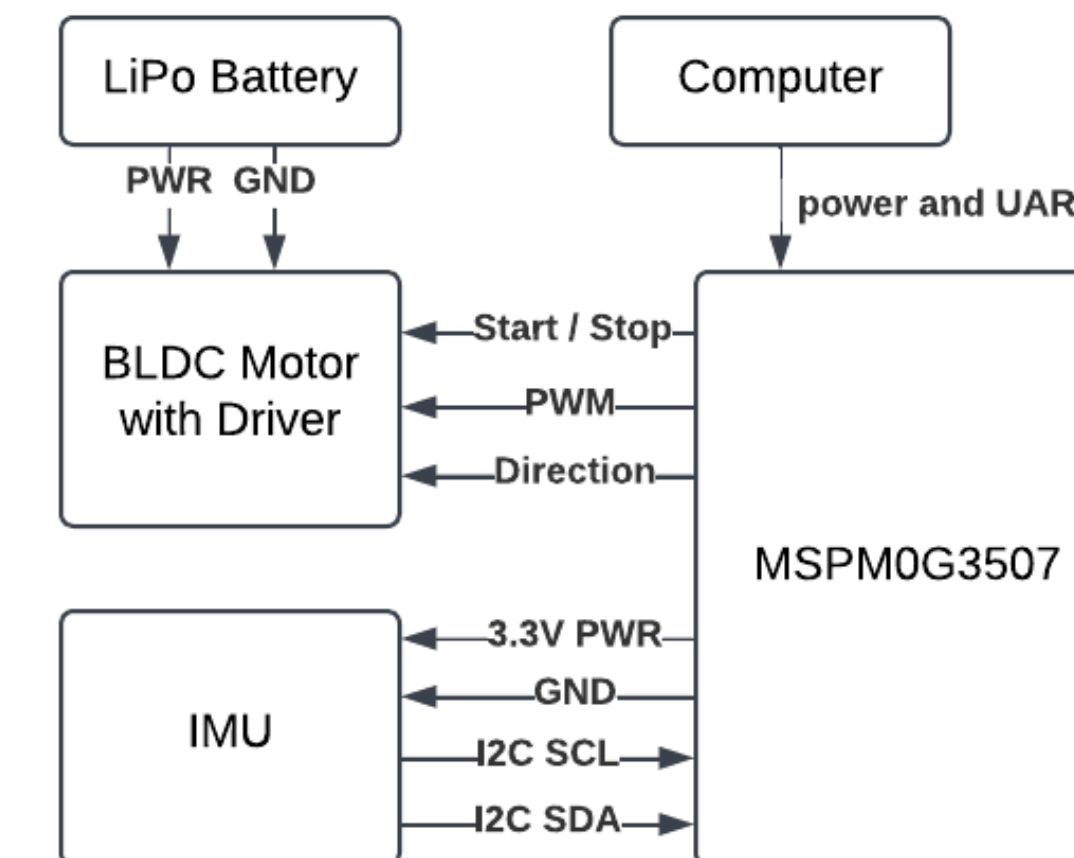 LiPo Battery
Computer
PWR GND
power and UAR
Start / Stop
BLDC Motor
with Driver
PWM
Direction
MSPM0G3507
3.3V PWR
GND
IMU
I2C SCL
I2C SDA